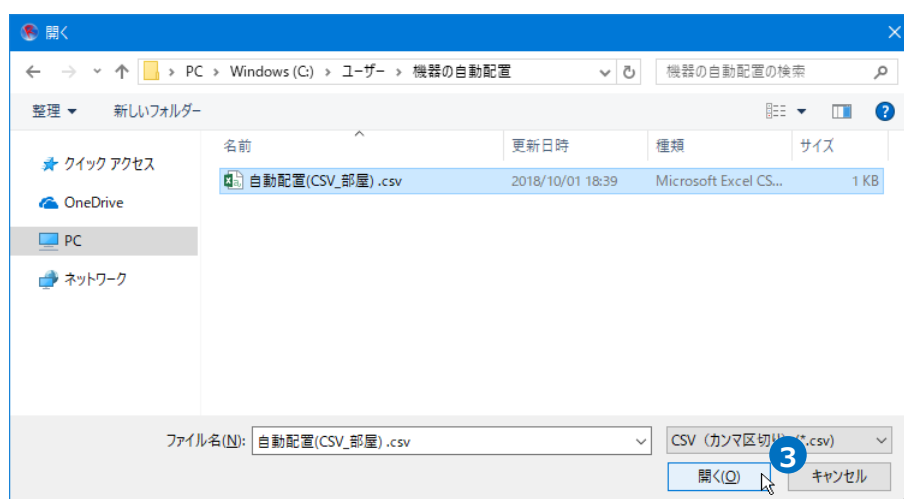 開く
PC › Windows (C:) › ユーザー › 機器の自動配置
機器の自動配置の検索
整理 新しいフォルダー
名前 更新日時 種類 サイズ
自動配置(CSV_部屋) .csv 2018/10/01 18:39 Microsoft Excel CS... 1 KB
クイック アクセス
OneDrive
PC
ネットワーク
ファイル名(N): 自動配置(CSV_部屋) .csv
CSV (カンマ区切り) (*.csv)
3
開く(O) キャンセル